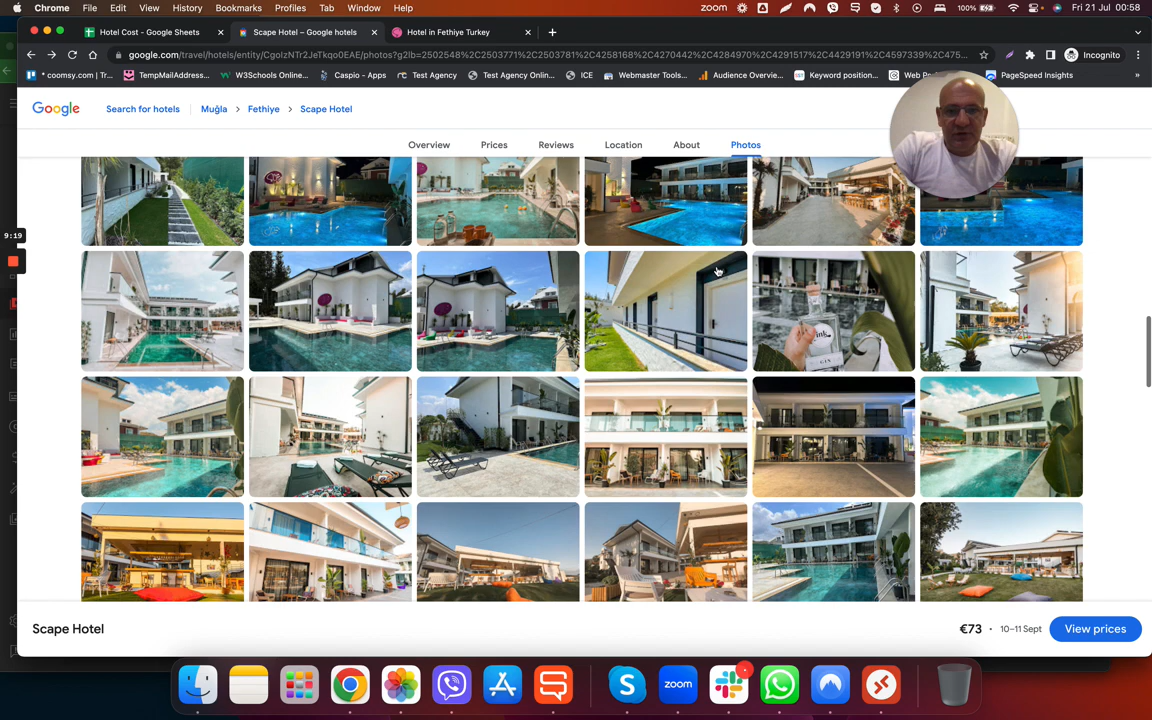 Chrome File Edit View History Bookmarks Profiles Tab Window Help zoom 100% Fri 21 Jul 00:58
Hotel Cost – Google Sheets Scape Hotel – Google hotels Hotel in Fethiye Turkey
google.com/travel/hotels/entity/CgoIzNTr2JeTkqo0EAE/photos?g2lb=2502548%2C2503771%2C2503781%2C4258168%2C4270442%2C4284970%2C4291517%2C4429191%2C4597339%2C475... Incognito
* coomsy.com | Tr... TempMailAddress... W3Schools Online... Caspio - Apps Test Agency Test Agency Onlin... ICE Webmaster Tools... Audience Overvie... Keyword position... Web Po PageSpeed Insights »
Google Search for hotels Muğla Fethiye Scape Hotel
Overview Prices Reviews Location About Photos
9:19
Scape Hotel €73 · 10–11 Sept View prices
zoom